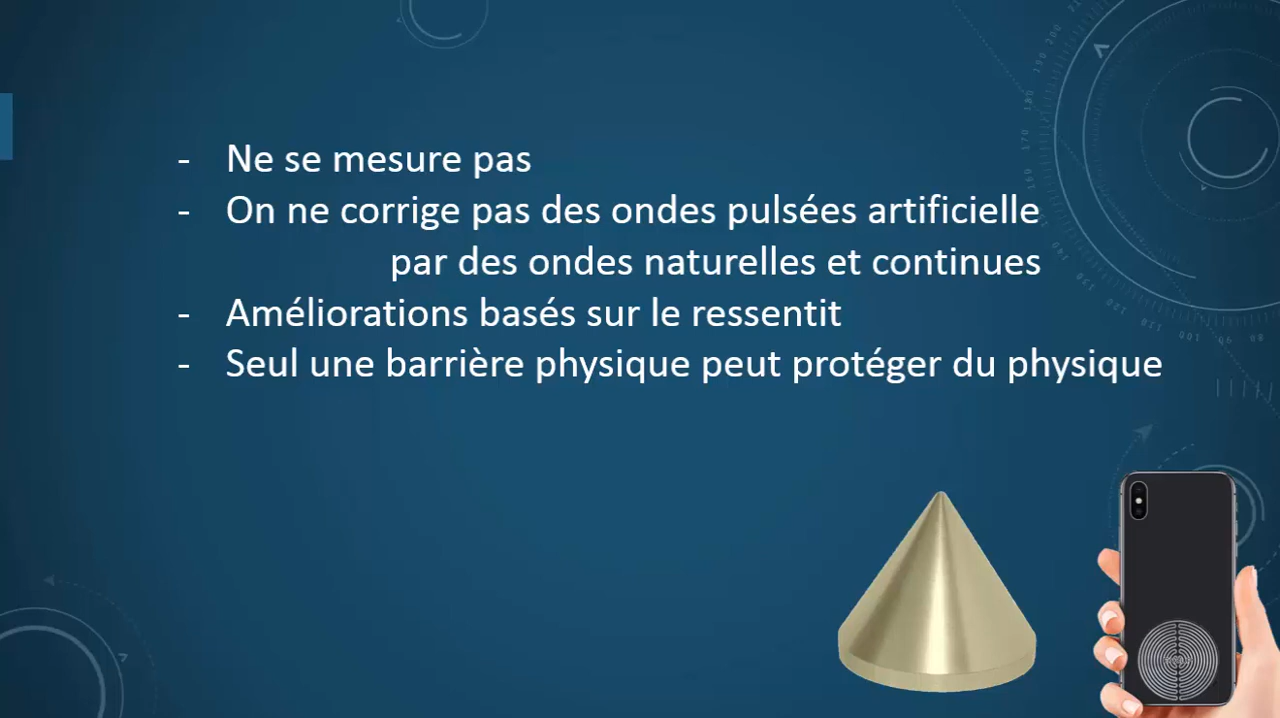 - Ne se mesure pas
- On ne corrige pas des ondes pulsées artificielle
par des ondes naturelles et continues
- Améliorations basés sur le ressentit
- Seul une barrière physique peut protéger du physique